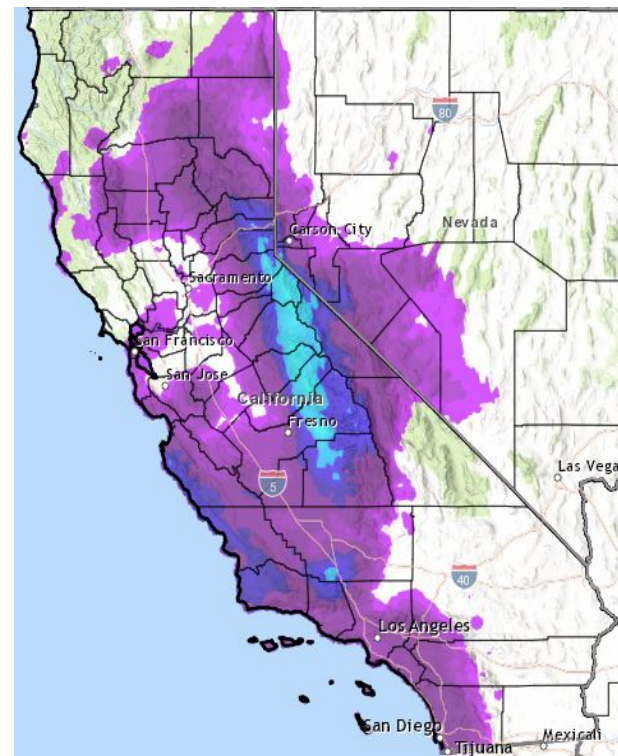 80
Nevada
Carson City
Sacramento
San Francisco
San Jose
California
Fresno
5
Las Vega
40
Los Angeles
San Diego
Tijuana
Mexicali